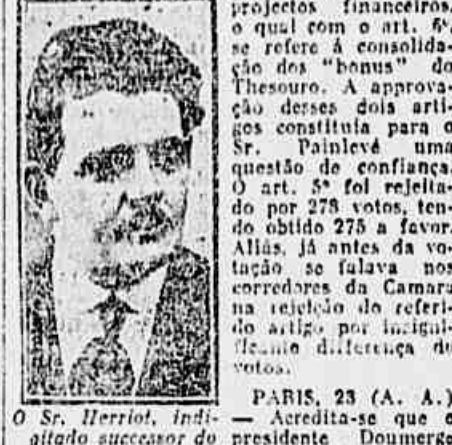 projectos financeiros,
o qual com o art. 6º,
se refere á consolida-
ção dos "bonus" do
Thesouro. A approva-
ção desses dois arti-
gos constituia para o
Sr. Painlevé uma
questão de confiança.
O art. 5º foi rejeita-
do por 278 votos, ten-
do obtido 275 a favor.
Aliás, já antes da vo-
tação se falava nos
corredores da Camara
na rejeição do referi-
do artigo por insigni-
ficante differença de
votos.
PARIS, 23 (A. A.)
— Acredita-se que o
presidente Doumerge
O Sr. Herriot, indi-
gitado successor do